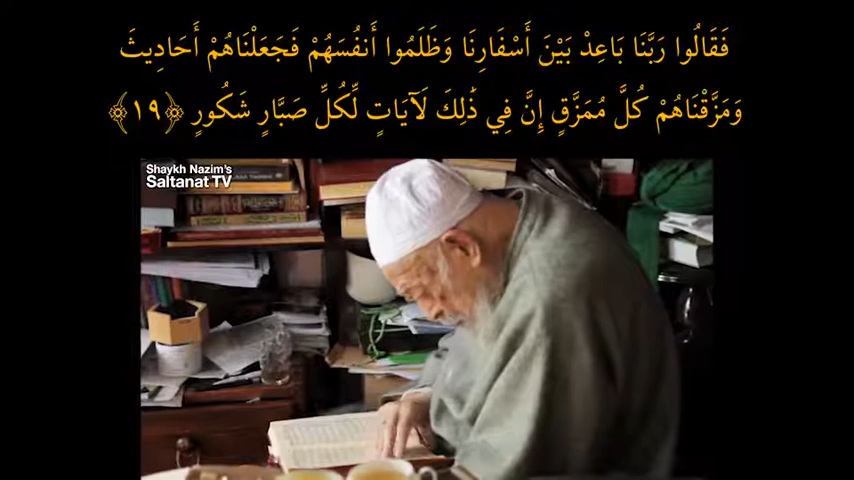 فَقَالُوا رَبَّنَا بَاعِدْ بَيْنَ أَسْفَارِنَا وَظَلَمُوا أَنفُسَهُمْ فَجَعَلْنَاهُمْ أَحَادِيثَ
وَمَزَّقْنَاهُمْ كُلَّ مُمَزَّقٍ إِنَّ فِي ذَٰلِكَ لَآيَاتٍ لِّكُلِّ صَبَّارٍ شَكُورٍ ﴿١٩﴾
Shaykh Nazim's
Saltanat TV